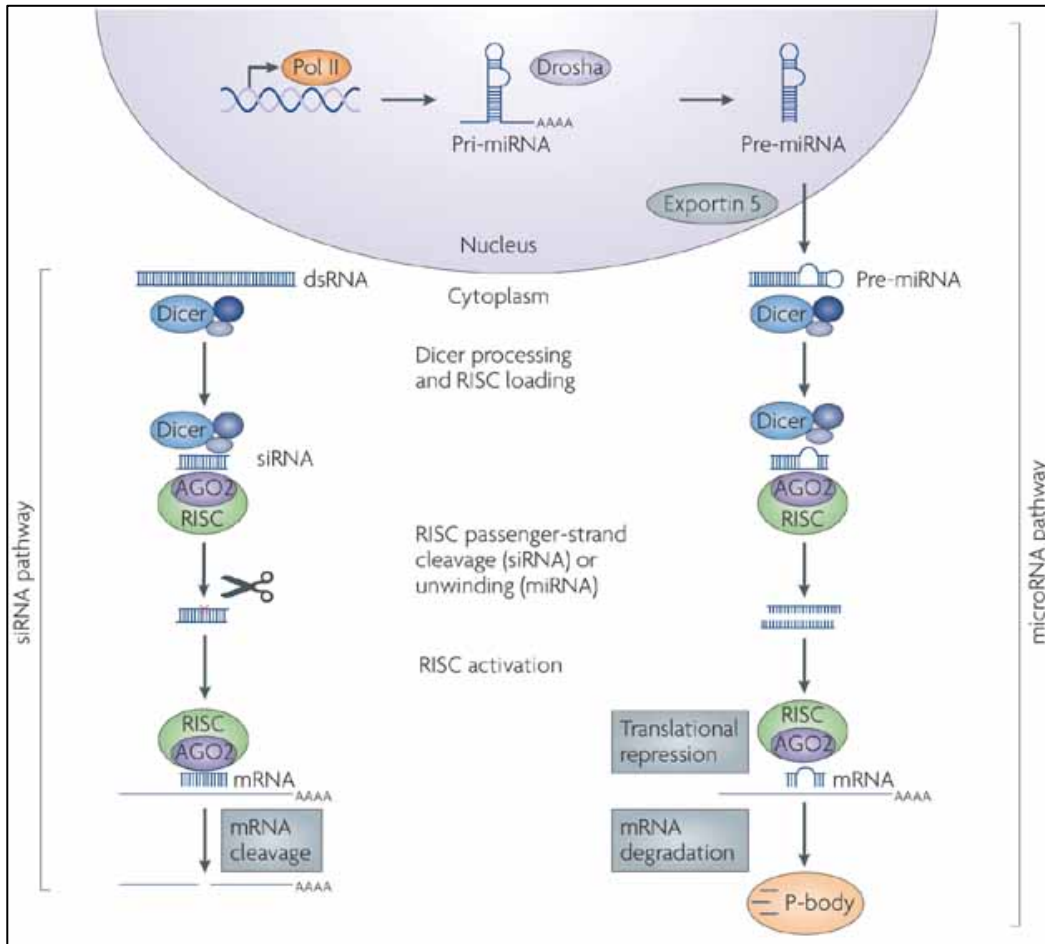 Pol II
Drosha
AAAA
Pri-miRNA
Pre-miRNA
Exportin 5
Nucleus
dsRNA
Cytoplasm
Pre-miRNA
Dicer
Dicer
Dicer processing
and RISC loading
Dicer
Dicer
siRNA
AGO2
RISC
AGO2
RISC
RISC passenger-strand
cleavage (siRNA) or
unwinding (miRNA)
siRNA pathway
microRNA pathway
RISC activation
RISC
AGO2
mRNA
AAAA
Translational
repression
RISC
AGO2
mRNA
AAAA
mRNA
cleavage
AAAA
mRNA
degradation
P-body